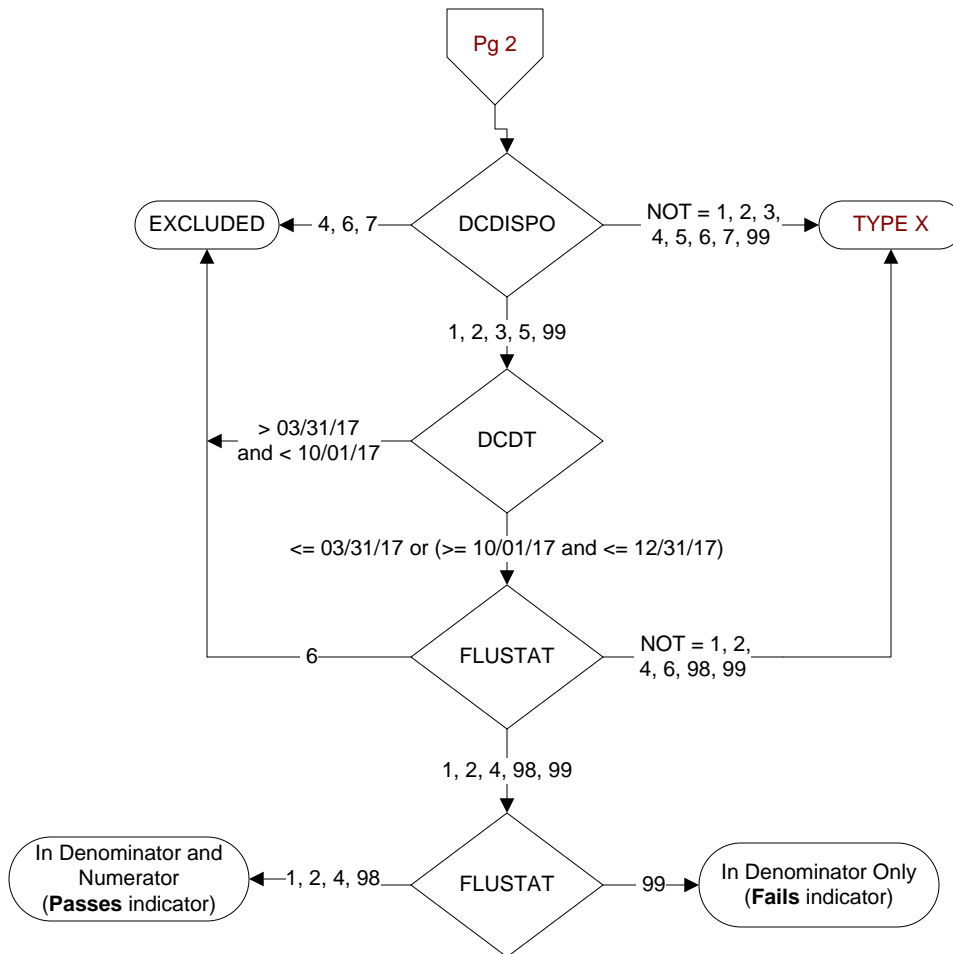 Pg 2
EXCLUDED
4, 6, 7
DCDISPO
NOT = 1, 2, 3,
4, 5, 6, 7, 99
TYPE X
1, 2, 3, 5, 99
> 03/31/17
and < 10/01/17
DCDT
<= 03/31/17 or (>= 10/01/17 and <= 12/31/17)
6
FLUSTAT
NOT = 1, 2,
4, 6, 98, 99
1, 2, 4, 98, 99
In Denominator and
Numerator
(Passes indicator)
1, 2, 4, 98
FLUSTAT
99
In Denominator Only
(Fails indicator)